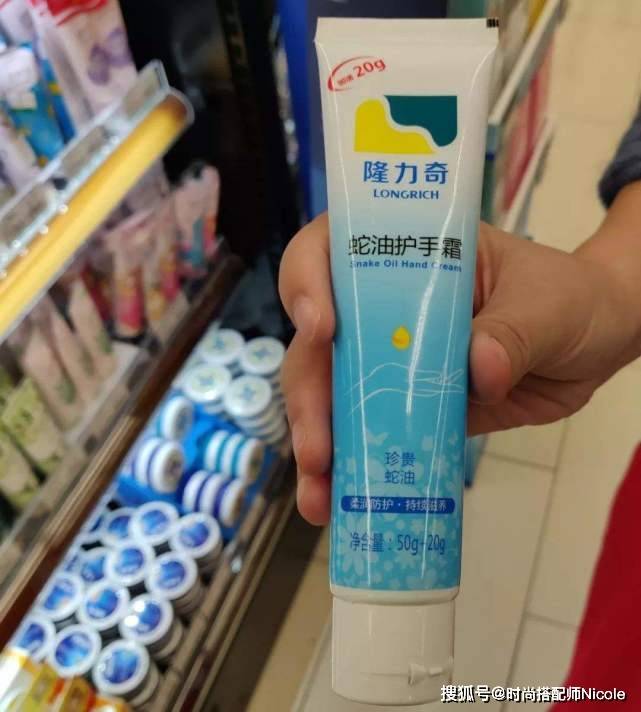 加赠20g
隆力奇
LONGRICH
蛇油护手霜
Snake Oil Hand Cream
珍贵
蛇油
柔润防护·持续滋养
净含量：50g+20g
搜狐号@时尚搭配师Nicole